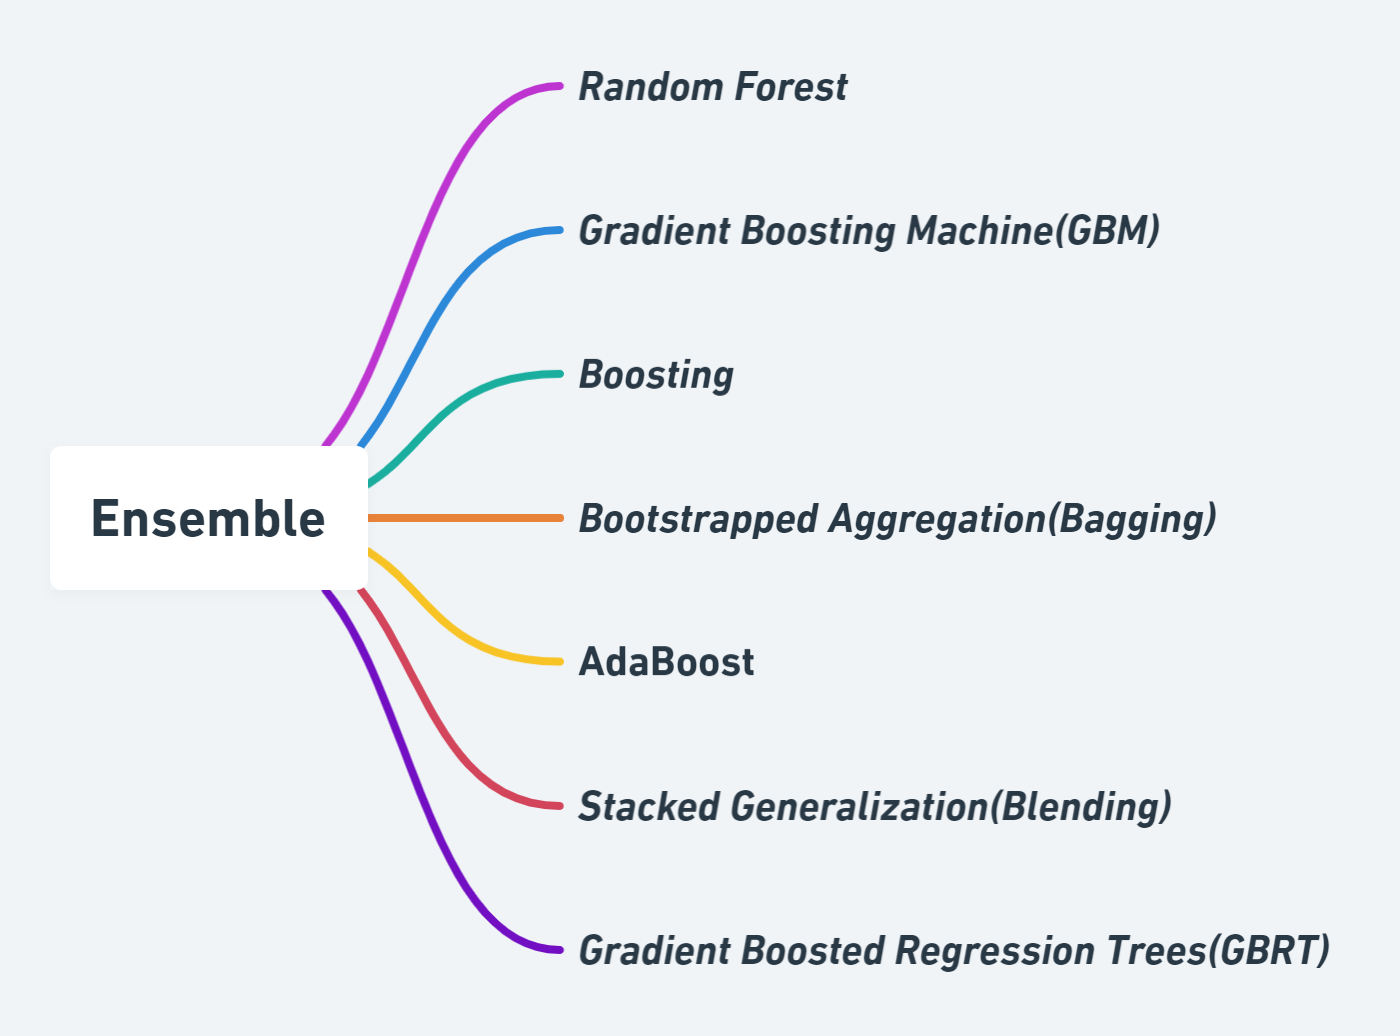 Random Forest
Gradient Boosting Machine(GBM)
Boosting
Ensemble
Bootstrapped Aggregation(Bagging)
AdaBoost
Stacked Generalization(Blending)
Gradient Boosted Regression Trees(GBRT)